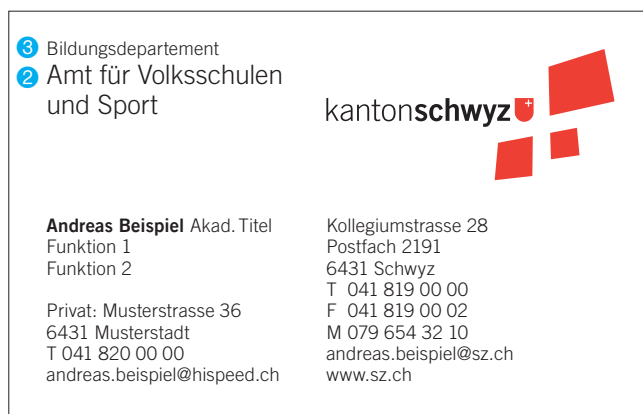 3 Bildungsdepartement
2 Amt für Volksschulen
und Sport
kantonschwyz
Andreas Beispiel Akad. Titel
Funktion 1
Funktion 2
Privat: Musterstrasse 36
6431 Musterstadt
T 041 820 00 00
andreas.beispiel@hispeed.ch
Kollegiumstrasse 28
Postfach 2191
6431 Schwyz
T 041 819 00 00
F 041 819 00 02
M 079 654 32 10
andreas.beispiel@sz.ch
www.sz.ch